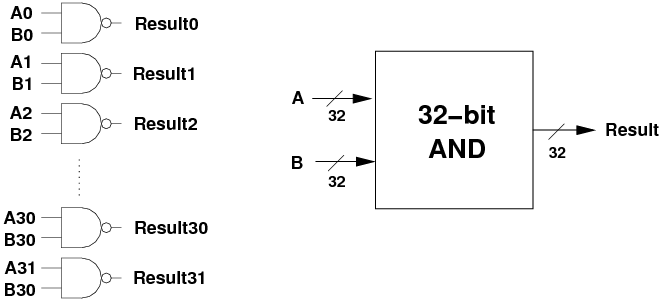 A0
B0
Result0
A1
B1
Result1
A2
B2
Result2
A30
B30
Result30
A31
B30
Result31
A
32
B
32
32−bit
AND
32
Result